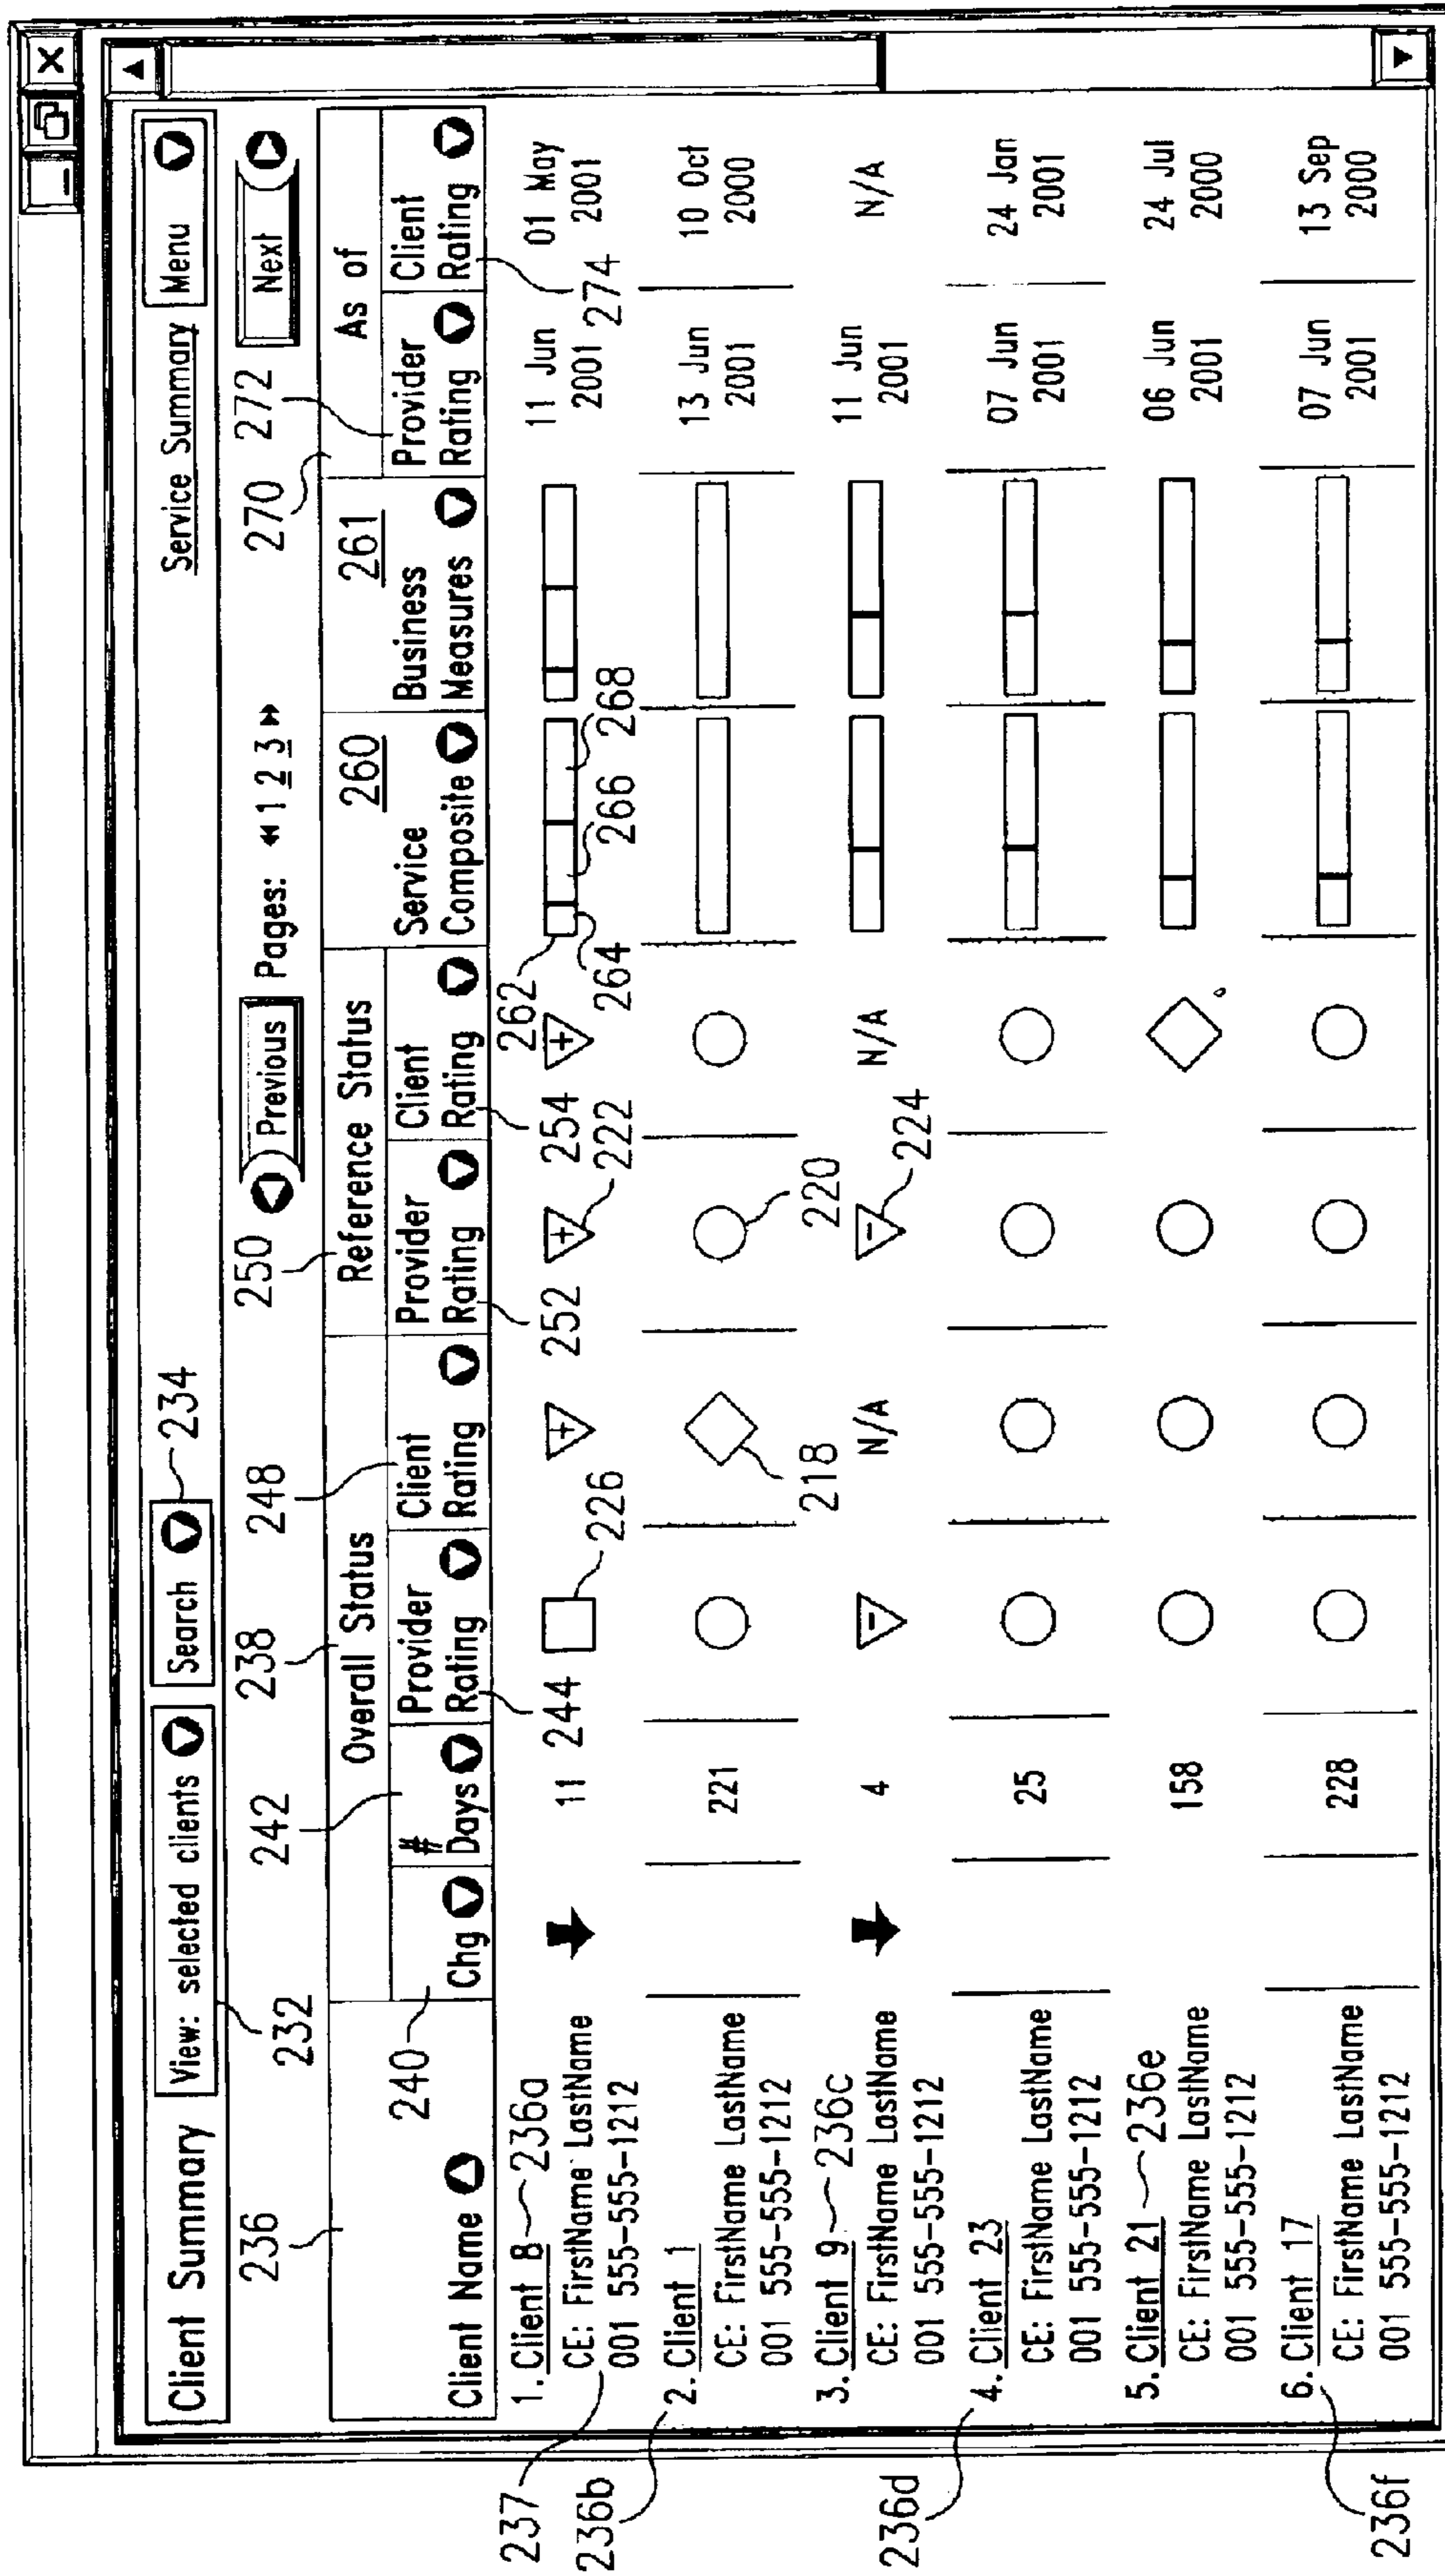 Client Summary View: selected clients Search 234 Service Summary Menu
232
236 242 238 248 250 Previous Pages: 1 2 3 270 272 Next
Overall Status Reference Status 260 261 As of
240 Client Name Chg # Days Provider Rating Client Rating Provider Rating Client Rating Service Composite Business Measures Provider Rating Client Rating
244 252 254 262 264 266 268 274
237 1. Client 8 236a 11 + + + 11 Jun 01 May
CE: FirstName LastName 226 222 2001 2001
001 555-555-1212
236b 2. Client 1 221 13 Jun 10 Oct
CE: FirstName LastName 218 220 2001 2000
001 555-555-1212
3. Client 9 236c 4 - N/A - N/A 11 Jun N/A
CE: FirstName LastName 224 2001
001 555-555-1212
236d 4. Client 23 25 07 Jun 24 Jan
CE: FirstName LastName 2001 2001
001 555-555-1212
5. Client 21 236e 158 06 Jun 24 Jul
CE: FirstName LastName 2001 2000
001 555-555-1212
236f 6. Client 17 228 07 Jun 13 Sep
CE: FirstName LastName 2001 2000
001 555-555-1212